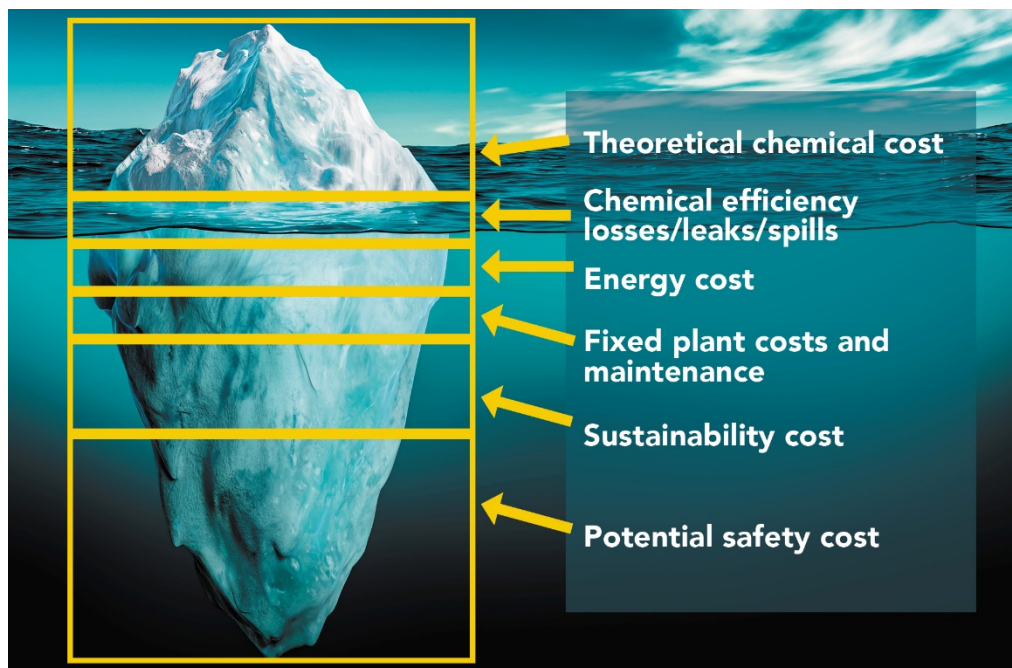 Theoretical chemical cost
Chemical efficiency
losses/leaks/spills
Energy cost
Fixed plant costs and
maintenance
Sustainability cost
Potential safety cost